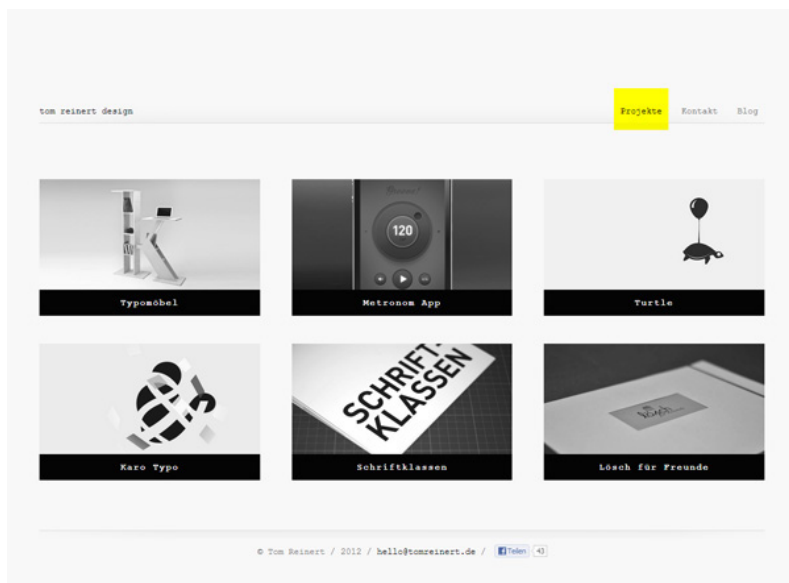 tom reinert design
Projekte Kontakt Blog
Typomöbel
120
Metronom App
Turtle
Karo Typo
SCHRIFT-
KLASSEN
Schriftklassen
Lösch für Freunde
© Tom Reinert / 2012 / hello@tomreinert.de / Teilen 43